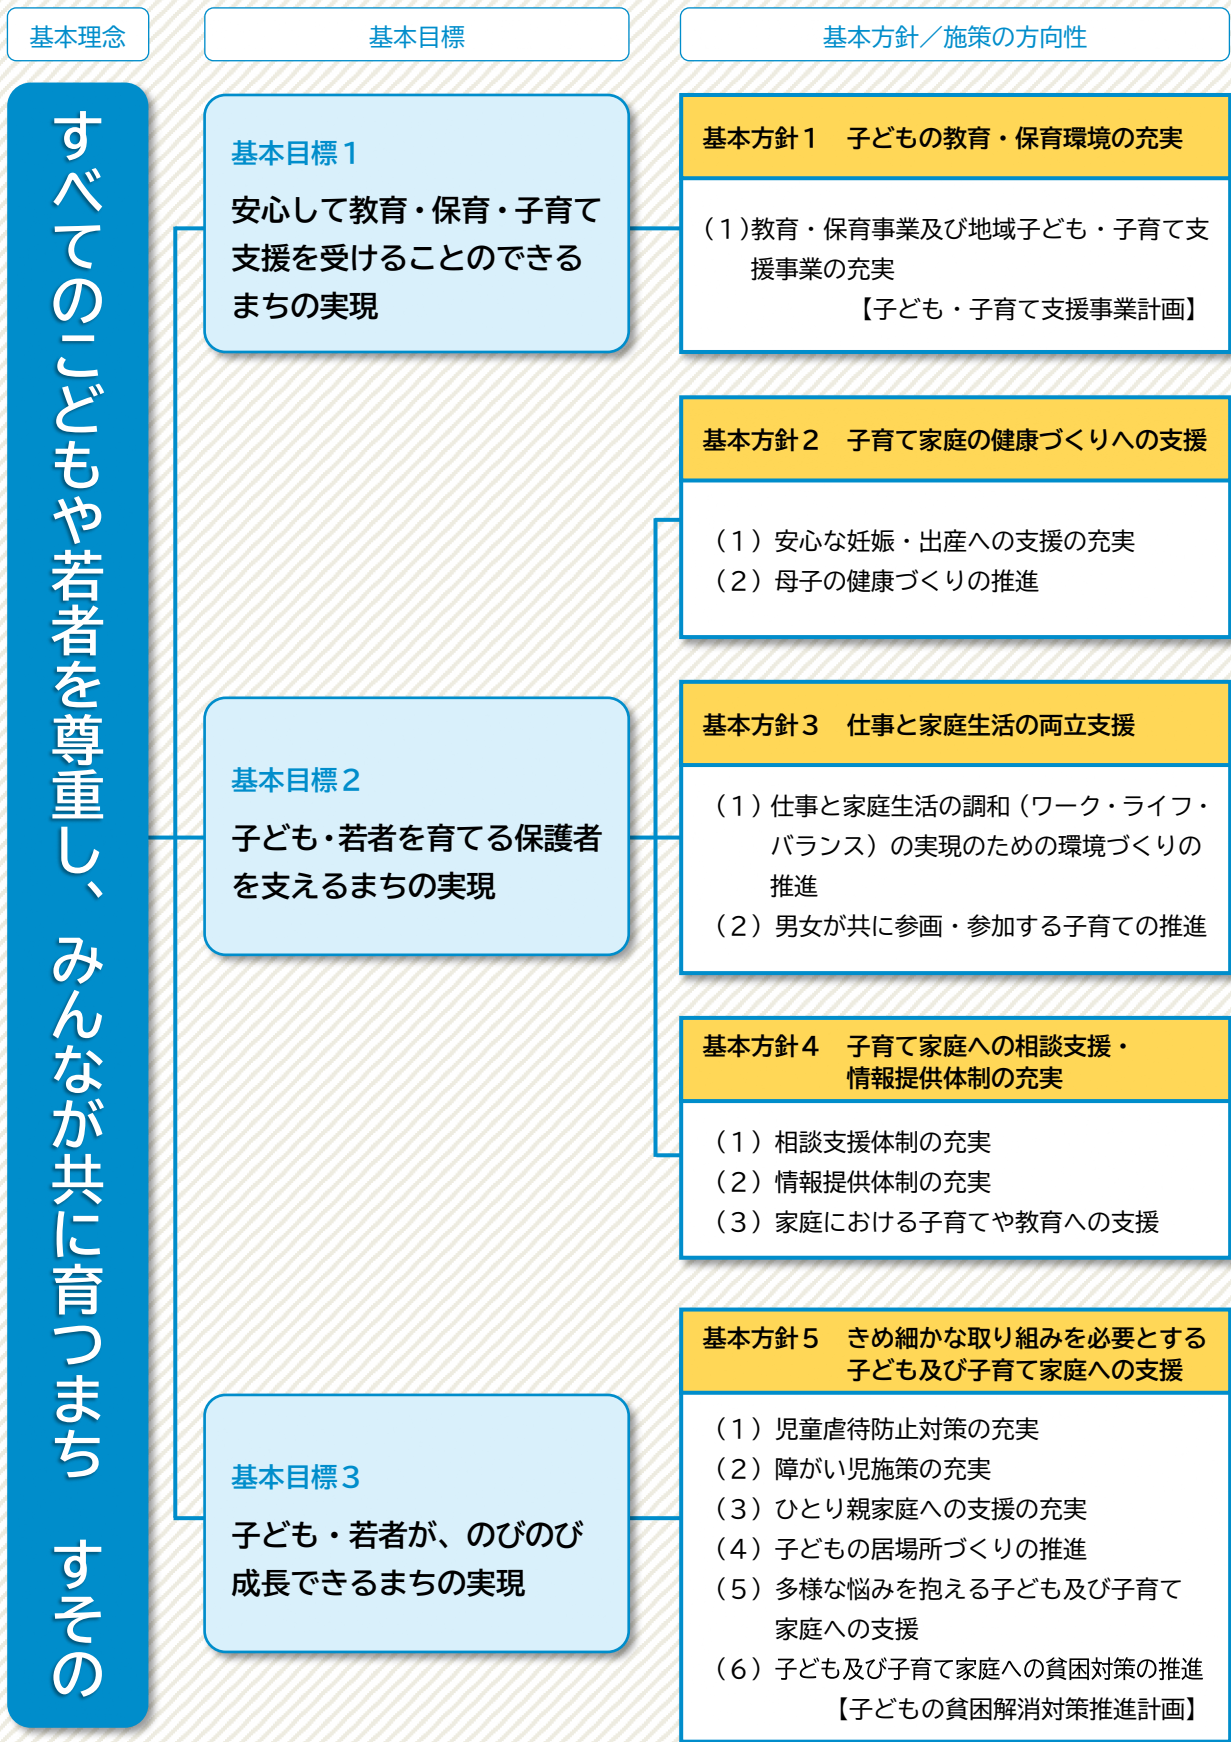 基本理念
基本目標
基本方針／施策の方向性
すべてのこどもや若者を尊重し、みんなが共に育つまち　すその
基本目標１
安心して教育・保育・子育て
支援を受けることのできる
まちの実現
基本方針１　子どもの教育・保育環境の充実
（１）教育・保育事業及び地域子ども・子育て支
援事業の充実
【子ども・子育て支援事業計画】
基本目標２
子ども・若者を育てる保護者
を支えるまちの実現
基本方針２　子育て家庭の健康づくりへの支援
（１）安心な妊娠・出産への支援の充実
（２）母子の健康づくりの推進
基本方針３　仕事と家庭生活の両立支援
（１）仕事と家庭生活の調和（ワーク・ライフ・
バランス）の実現のための環境づくりの
推進
（２）男女が共に参画・参加する子育ての推進
基本方針４　子育て家庭への相談支援・
情報提供体制の充実
（１）相談支援体制の充実
（２）情報提供体制の充実
（３）家庭における子育てや教育への支援
基本目標３
子ども・若者が、のびのび
成長できるまちの実現
基本方針５　きめ細かな取り組みを必要とする
子ども及び子育て家庭への支援
（１）児童虐待防止対策の充実
（２）障がい児施策の充実
（３）ひとり親家庭への支援の充実
（４）子どもの居場所づくりの推進
（５）多様な悩みを抱える子ども及び子育て
家庭への支援
（６）子ども及び子育て家庭への貧困対策の推進
【子どもの貧困解消対策推進計画】